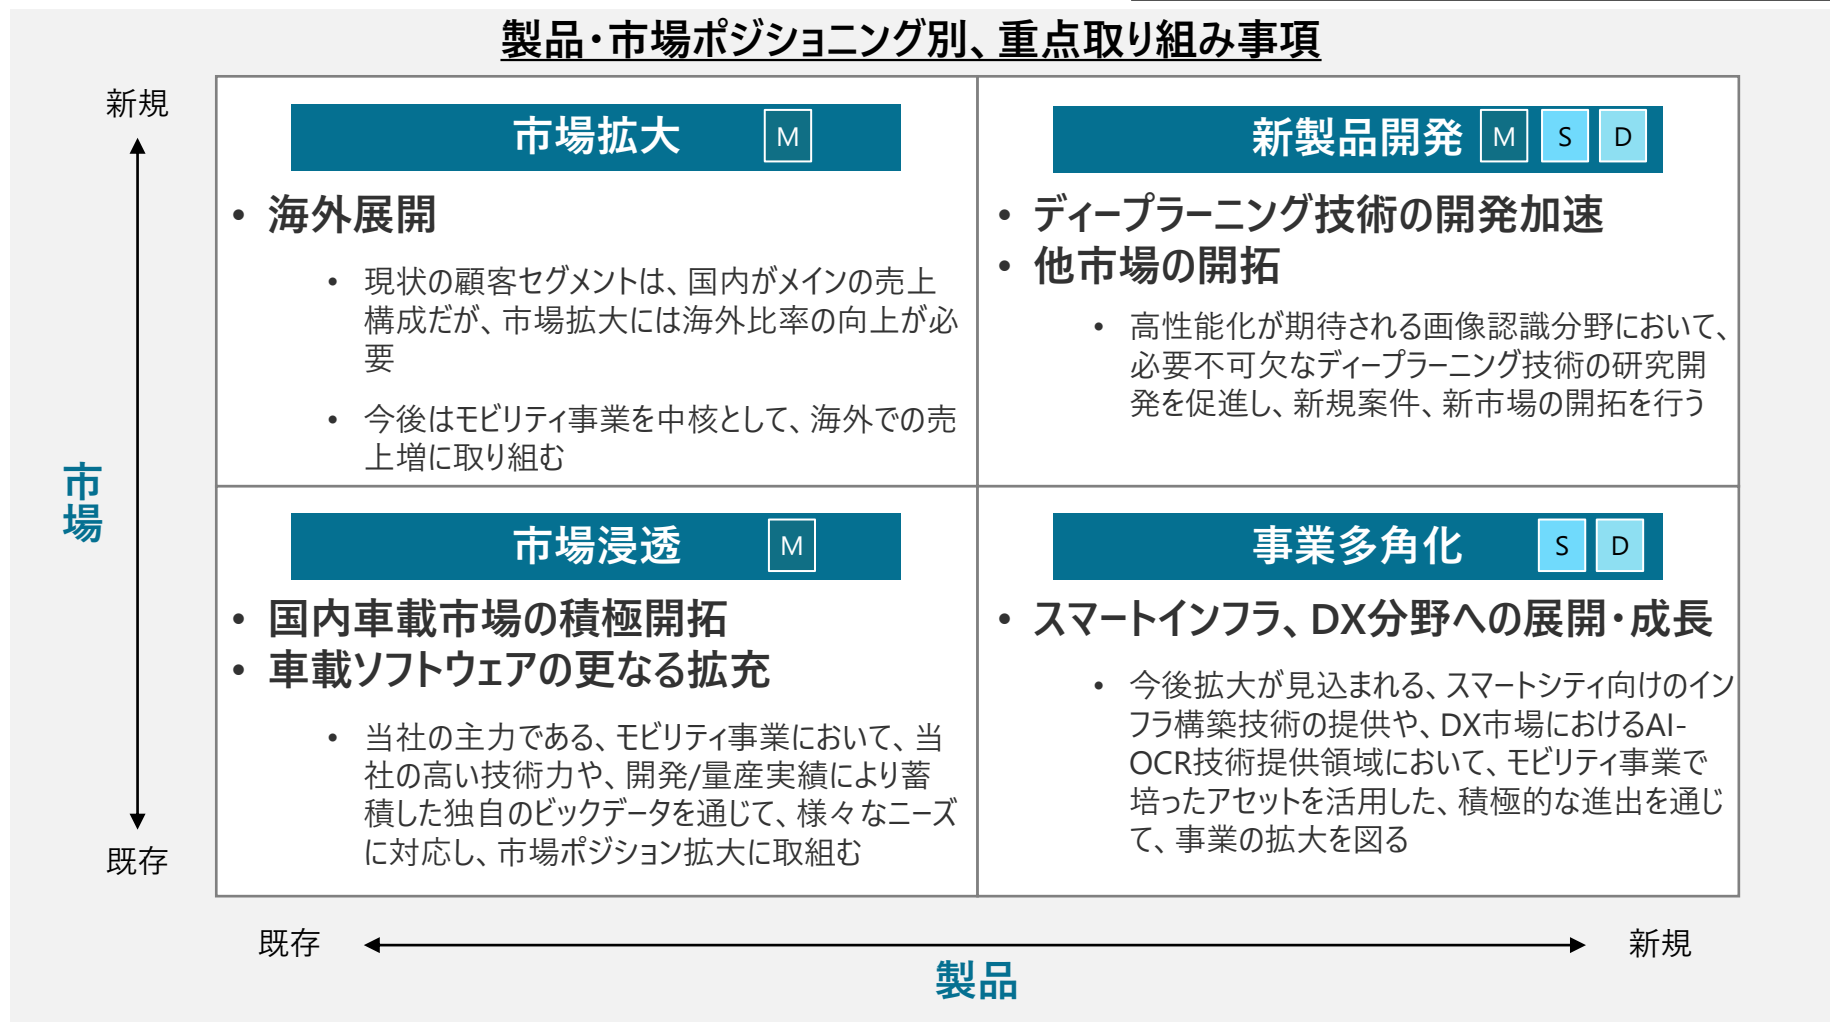 製品・市場ポジショニング別、重点取り組み事項
新規
市場拡大 M
• 海外展開
• 現状の顧客セグメントは、国内がメインの売上
構成だが、市場拡大には海外比率の向上が必
要
• 今後はモビリティ事業を中核として、海外での売
上増に取り組む
新製品開発 M S D
• ディープラーニング技術の開発加速
• 他市場の開拓
• 高性能化が期待される画像認識分野において、
必要不可欠なディープラーニング技術の研究開
発を促進し、新規案件、新市場の開拓を行う
市場
市場浸透 M
• 国内車載市場の積極開拓
• 車載ソフトウェアの更なる拡充
• 当社の主力である、モビリティ事業において、当
社の高い技術力や、開発/量産実績により蓄
積した独自のビックデータを通じて、様々なニーズ
に対応し、市場ポジション拡大に取組む
事業多角化 S D
• スマートインフラ、DX分野への展開・成長
• 今後拡大が見込まれる、スマートシティ向けのイン
フラ構築技術の提供や、DX市場におけるAI-
OCR技術提供領域において、モビリティ事業で
培ったアセットを活用した、積極的な進出を通じ
て、事業の拡大を図る
既存
既存
新規
製品